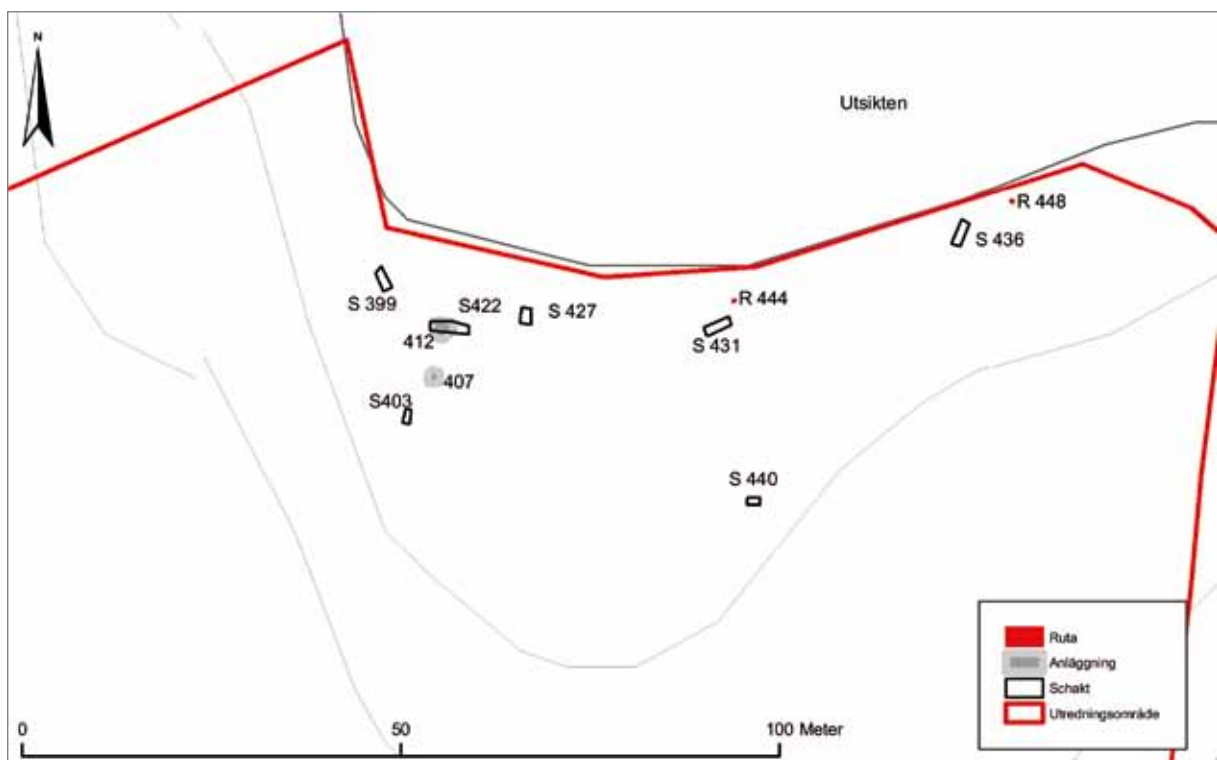 N
Utsikten
R 448
S 436
S 399
S422
S 427
R 444
412
S 431
407
S403
S 440
Ruta
Anläggning
Schakt
Utredningsområde
0
50
100 Meter